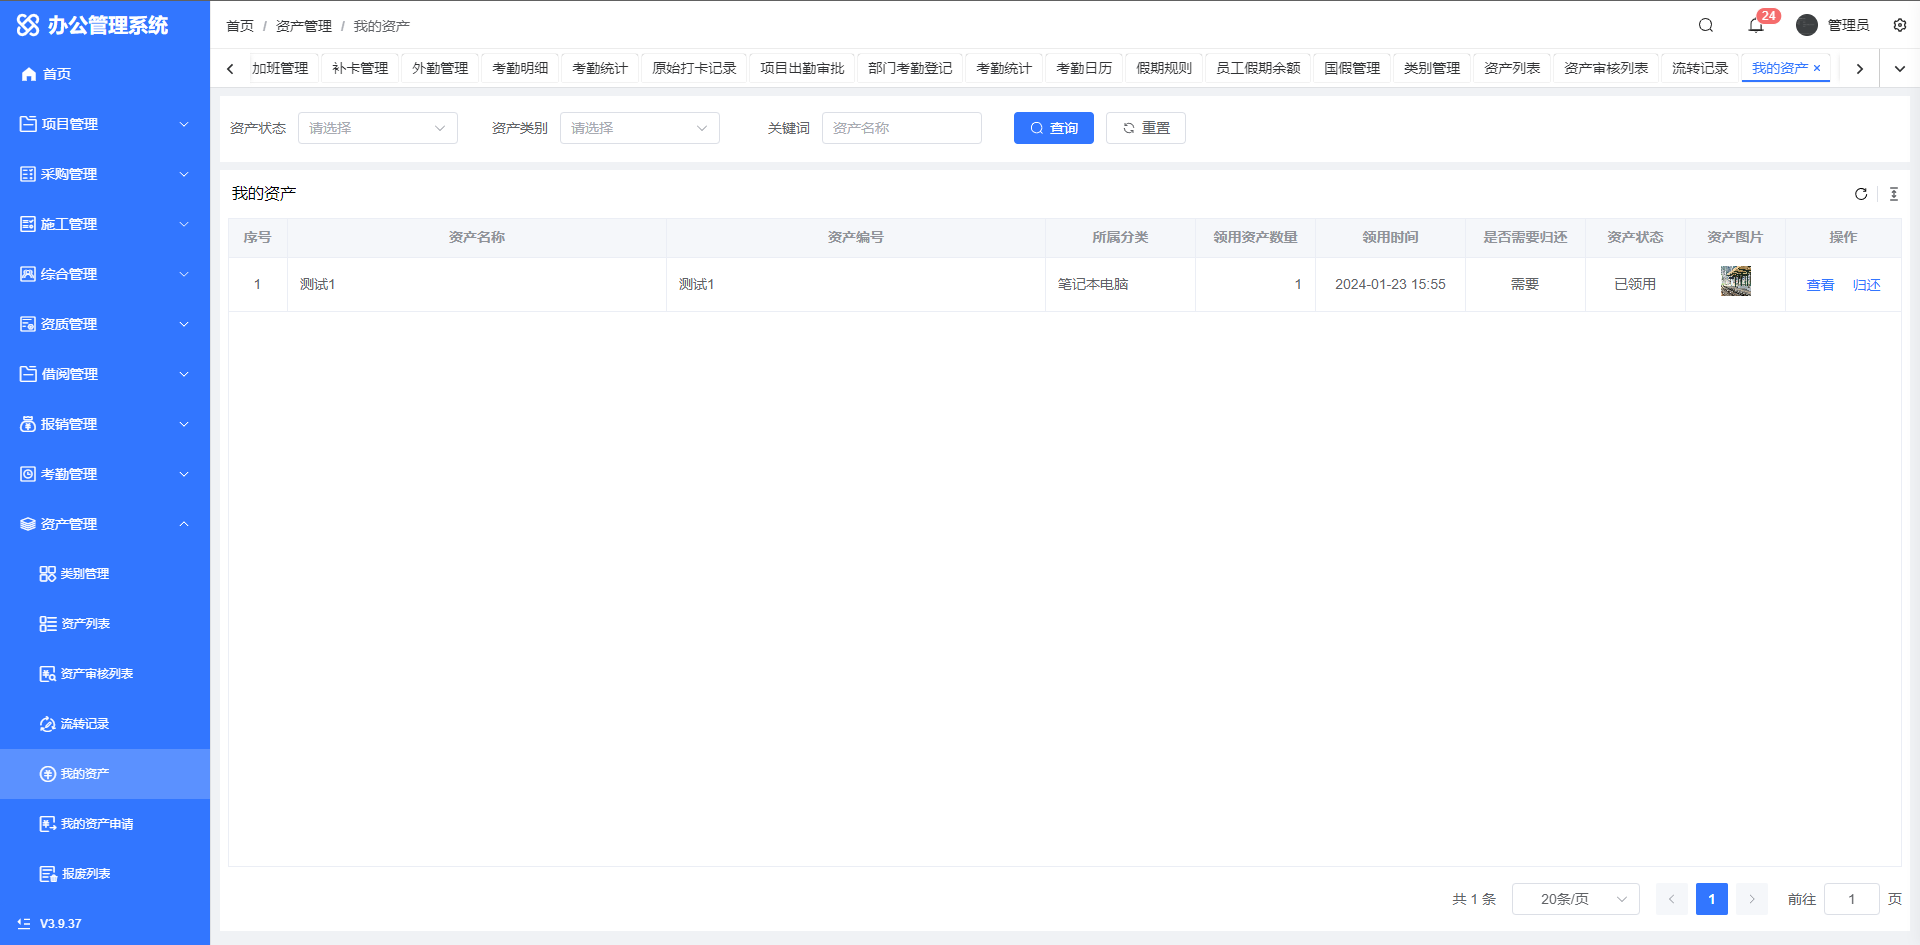 办公管理系统
首页 / 资产管理 / 我的资产
24
管理员
首页
项目管理
采购管理
施工管理
综合管理
资质管理
借阅管理
报销管理
考勤管理
资产管理
类别管理
资产列表
资产审核列表
流转记录
我的资产
我的资产申请
报废列表
V3.9.37
加班管理 补卡管理 外勤管理 考勤明细 考勤统计 原始打卡记录 项目出勤审批 部门考勤登记 考勤统计 考勤日历 假期规则 员工假期余额 国假管理 类别管理 资产列表 资产审核列表 流转记录 我的资产 ×
资产状态 请选择 资产类别 请选择 关键词 资产名称 查询 重置
我的资产
序号 资产名称 资产编号 所属分类 领用资产数量 领用时间 是否需要归还 资产状态 资产图片 操作
1 测试1 测试1 笔记本电脑 1 2024-01-23 15:55 需要 已领用 查看 归还
共 1 条 20条/页 1 前往 1 页